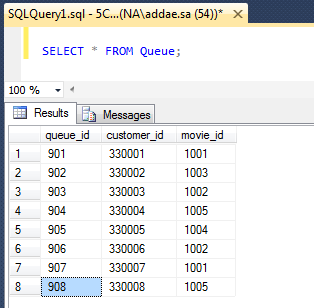 SQLQuery1.sql - 5C...(NA\addae.sa (54))*
SELECT * FROM Queue;
100 %
Results Messages
queue_id customer_id movie_id
1 901 330001 1001
2 902 330002 1003
3 903 330003 1002
4 904 330004 1005
5 905 330005 1004
6 906 330006 1002
7 907 330007 1001
8 908 330008 1005